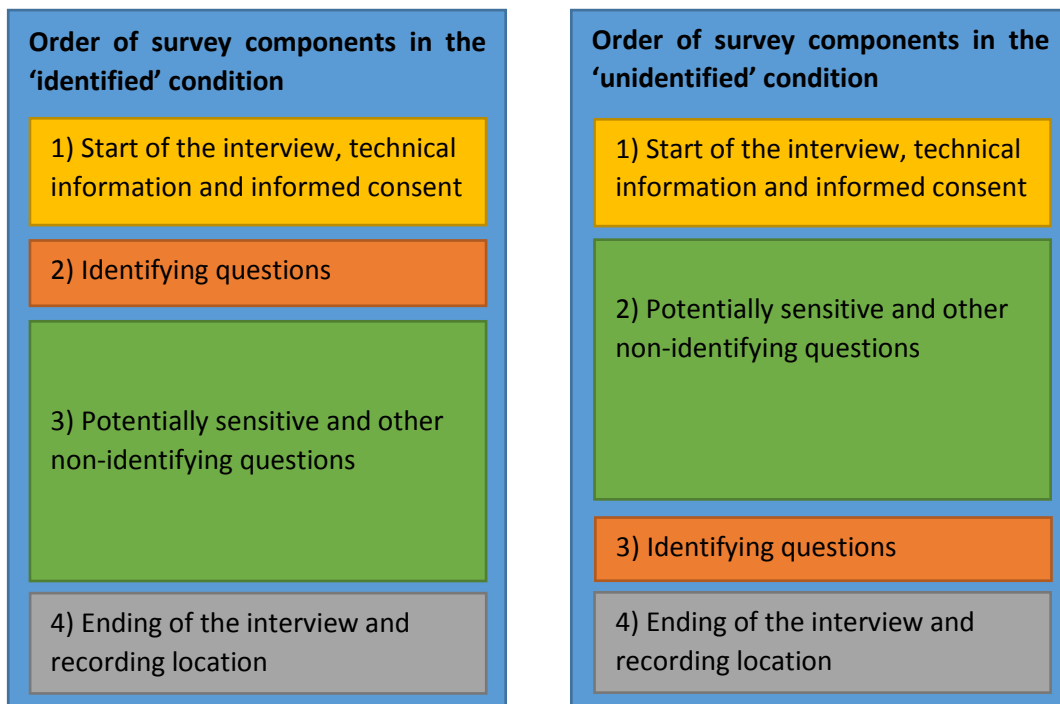 Order of survey components in the
‘identified’ condition
1) Start of the interview, technical
information and informed consent
2) Identifying questions
3) Potentially sensitive and other
non-identifying questions
4) Ending of the interview and
recording location
Order of survey components in the
‘unidentified’ condition
1) Start of the interview, technical
information and informed consent
2) Potentially sensitive and other
non-identifying questions
3) Identifying questions
4) Ending of the interview and
recording location